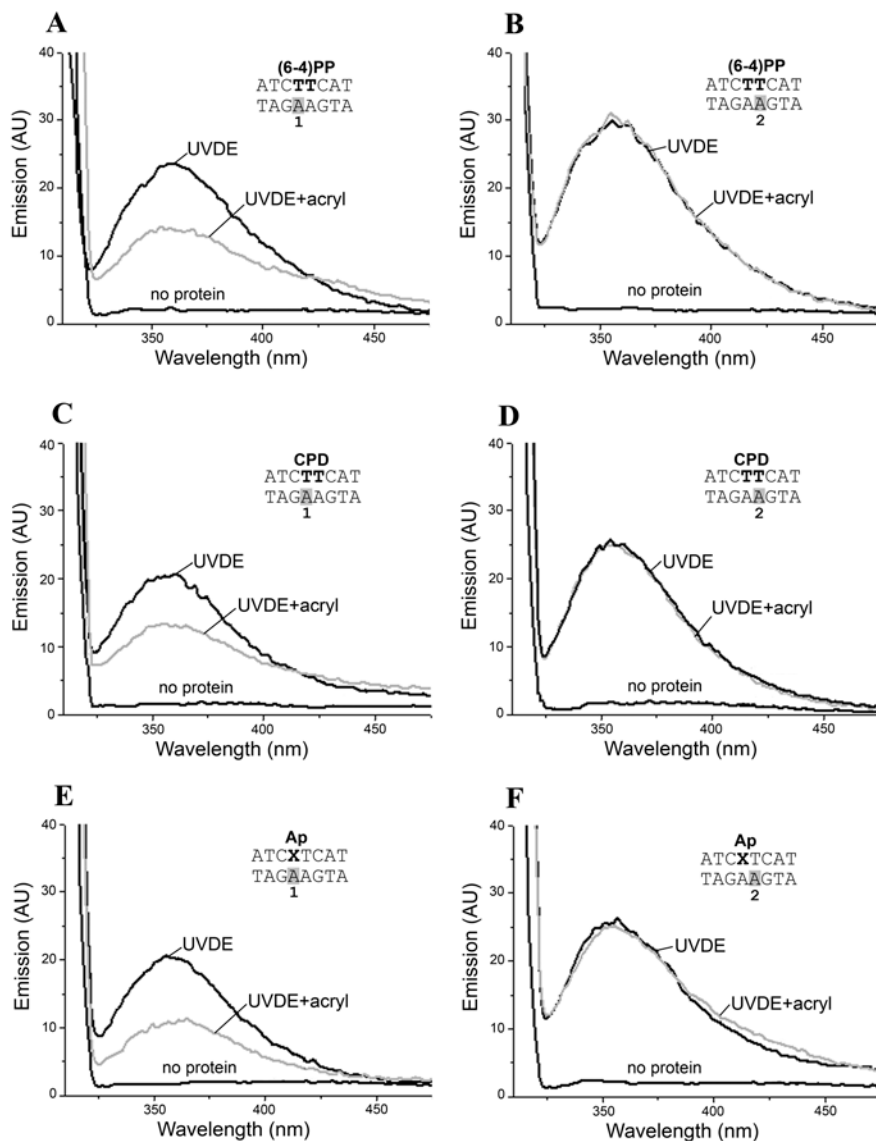 A
Emission (AU)
40
30
20
10
0
(6-4)PP
ATCTTCAT
TAGAAGTA
1
UVDE
UVDE+acryl
no protein
350
400
450
Wavelength (nm)
B
Emission (AU)
40
30
20
10
0
(6-4)PP
ATCTTCAT
TAGAAGTA
2
UVDE
UVDE+acryl
no protein
350
400
450
Wavelength (nm)
C
Emission (AU)
40
30
20
10
0
CPD
ATCTTCAT
TAGAAGTA
1
UVDE
UVDE+acryl
no protein
350
400
450
Wavelength (nm)
D
Emission (AU)
40
30
20
10
0
CPD
ATCTTCAT
TAGAAGTA
2
UVDE
UVDE+acryl
no protein
350
400
450
Wavelength (nm)
E
Emission (AU)
40
30
20
10
0
Ap
ATCXTCAT
TAGAAGTA
1
UVDE
UVDE+acryl
no protein
350
400
450
Wavelength (nm)
F
Emission (AU)
40
30
20
10
0
Ap
ATCXTCAT
TAGAAGTA
2
UVDE
UVDE+acryl
no protein
350
400
450
Wavelength (nm)